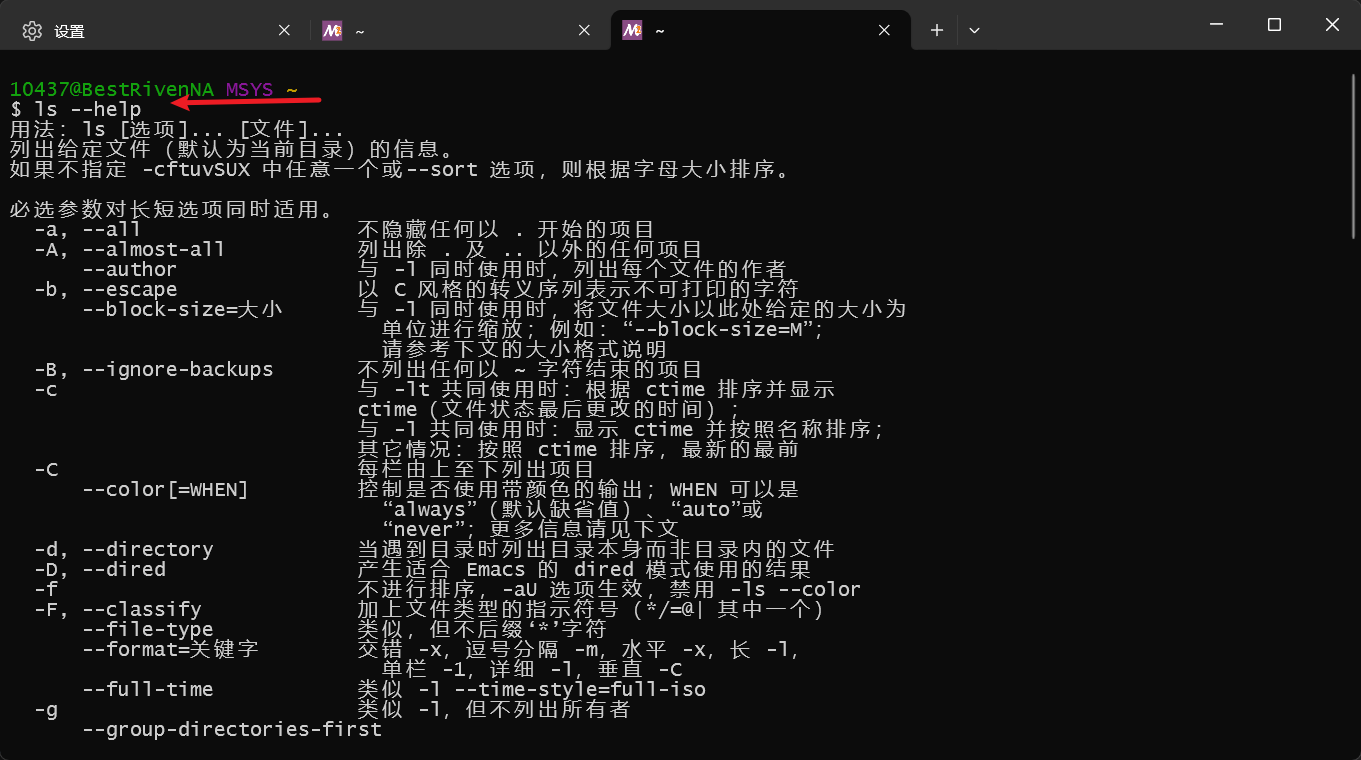 设置
~
~
10437@BestRivenNA MSYS ~
$ ls --help
用法：ls [选项]... [文件]...
列出给定文件（默认为当前目录）的信息。
如果不指定 -cftuvSUX 中任意一个或--sort 选项，则根据字母大小排序。
必选参数对长短选项同时适用。
-a, --all 不隐藏任何以 . 开始的项目
-A, --almost-all 列出除 . 及 .. 以外的任何项目
--author 与 -l 同时使用时，列出每个文件的作者
-b, --escape 以 C 风格的转义序列表示不可打印的字符
--block-size=大小 与 -l 同时使用时，将文件大小以此处给定的大小为
单位进行缩放；例如：“--block-size=M”；
请参考下文的大小格式说明
-B, --ignore-backups 不列出任何以 ~ 字符结束的项目
-c 与 -lt 共同使用时：根据 ctime 排序并显示
ctime（文件状态最后更改的时间）；
与 -l 共同使用时：显示 ctime 并按照名称排序；
其它情况：按照 ctime 排序，最新的最前
-C 每栏由上至下列出项目
--color[=WHEN] 控制是否使用带颜色的输出；WHEN 可以是
“always”（默认缺省值）、“auto”或
“never”；更多信息请见下文
-d, --directory 当遇到目录时列出目录本身而非目录内的文件
-D, --dired 产生适合 Emacs 的 dired 模式使用的结果
-f 不进行排序，-aU 选项生效，禁用 -ls --color
-F, --classify 加上文件类型的指示符号（*/=@| 其中一个）
--file-type 类似，但不后缀‘*’字符
--format=关键字 交错 -x，逗号分隔 -m，水平 -x，长 -l，
单栏 -1，详细 -l，垂直 -C
--full-time 类似 -l --time-style=full-iso
-g 类似 -l，但不列出所有者
--group-directories-first